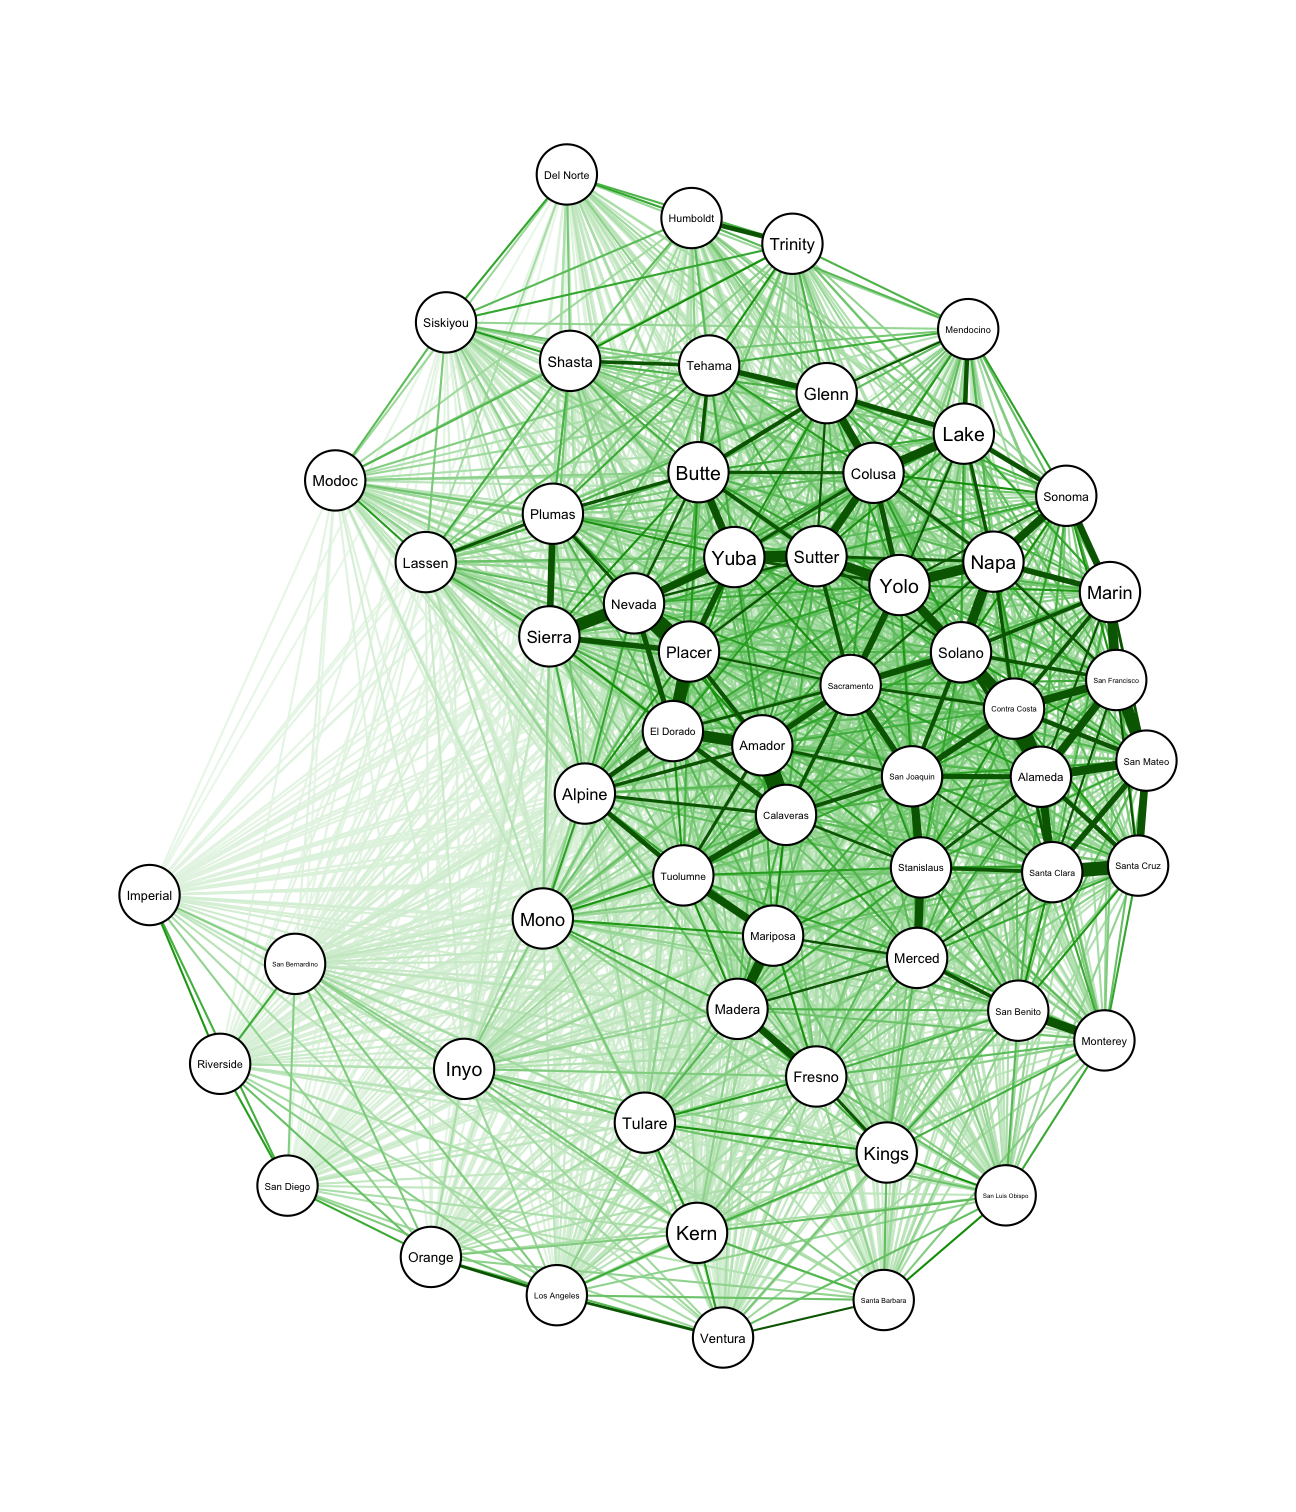 Del Norte
Humboldt
Trinity
Siskiyou
Mendocino
Shasta
Tehama
Glenn
Lake
Modoc
Butte
Colusa
Sonoma
Plumas
Lassen
Yuba
Sutter
Napa
Yolo
Marin
Nevada
Sierra
Placer
Solano
Sacramento
San Francisco
Contra Costa
El Dorado
Amador
San Mateo
San Joaquin
Alameda
Alpine
Calaveras
Imperial
Tuolumne
Stanislaus
Santa Clara
Santa Cruz
Mono
Mariposa
San Bernardino
Merced
Madera
San Benito
Monterey
Riverside
Inyo
Fresno
Tulare
Kings
San Diego
San Luis Obispo
Kern
Orange
Los Angeles
Santa Barbara
Ventura